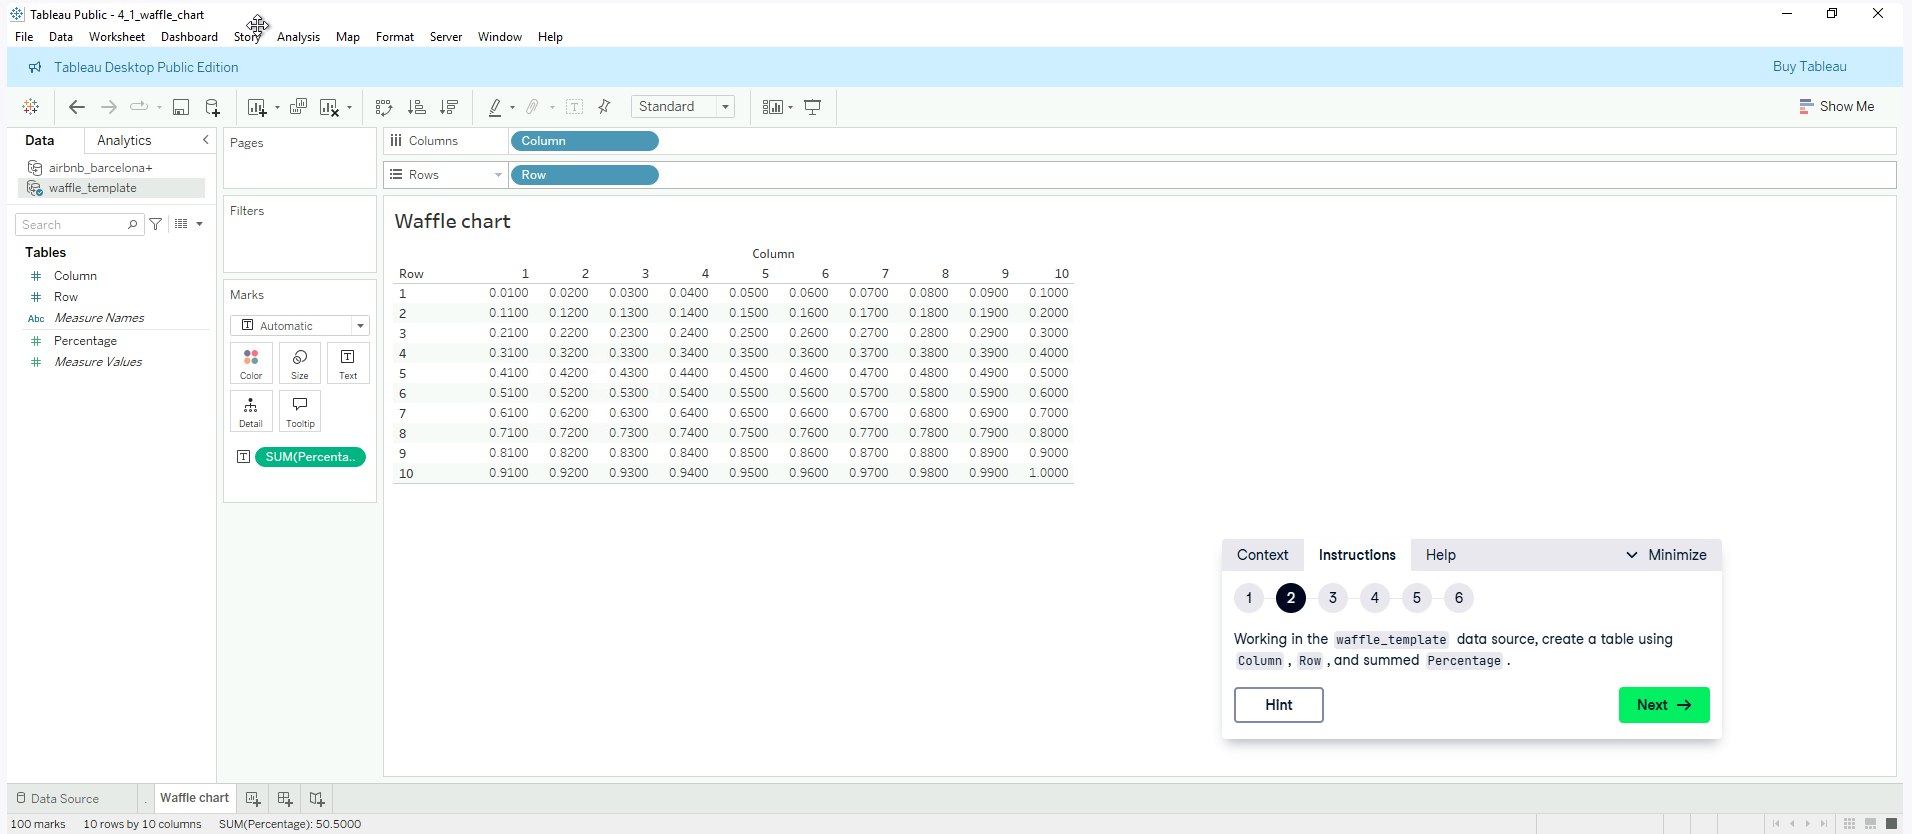 Tableau Public - 4_1_waffle_chart
File Data Worksheet Dashboard Story Analysis Map Format Server Window Help
Tableau Desktop Public Edition
Buy Tableau
Standard
Show Me
Data
Analytics
airbnb_barcelona+
waffle_template
Search
Tables
Column
Row
Abc Measure Names
Percentage
Measure Values
Pages
Filters
Marks
Automatic
Color Size Text
Detail Tooltip
SUM(Percenta..
Columns Column
Rows Row
Waffle chart
Column
Row 1 2 3 4 5 6 7 8 9 10
1 0.0100 0.0200 0.0300 0.0400 0.0500 0.0600 0.0700 0.0800 0.0900 0.1000
2 0.1100 0.1200 0.1300 0.1400 0.1500 0.1600 0.1700 0.1800 0.1900 0.2000
3 0.2100 0.2200 0.2300 0.2400 0.2500 0.2600 0.2700 0.2800 0.2900 0.3000
4 0.3100 0.3200 0.3300 0.3400 0.3500 0.3600 0.3700 0.3800 0.3900 0.4000
5 0.4100 0.4200 0.4300 0.4400 0.4500 0.4600 0.4700 0.4800 0.4900 0.5000
6 0.5100 0.5200 0.5300 0.5400 0.5500 0.5600 0.5700 0.5800 0.5900 0.6000
7 0.6100 0.6200 0.6300 0.6400 0.6500 0.6600 0.6700 0.6800 0.6900 0.7000
8 0.7100 0.7200 0.7300 0.7400 0.7500 0.7600 0.7700 0.7800 0.7900 0.8000
9 0.8100 0.8200 0.8300 0.8400 0.8500 0.8600 0.8700 0.8800 0.8900 0.9000
10 0.9100 0.9200 0.9300 0.9400 0.9500 0.9600 0.9700 0.9800 0.9900 1.0000
Context Instructions Help Minimize
1 2 3 4 5 6
Working in the waffle_template data source, create a table using
Column , Row , and summed Percentage .
Hint
Next →
Data Source . Waffle chart
100 marks 10 rows by 10 columns SUM(Percentage): 50.5000